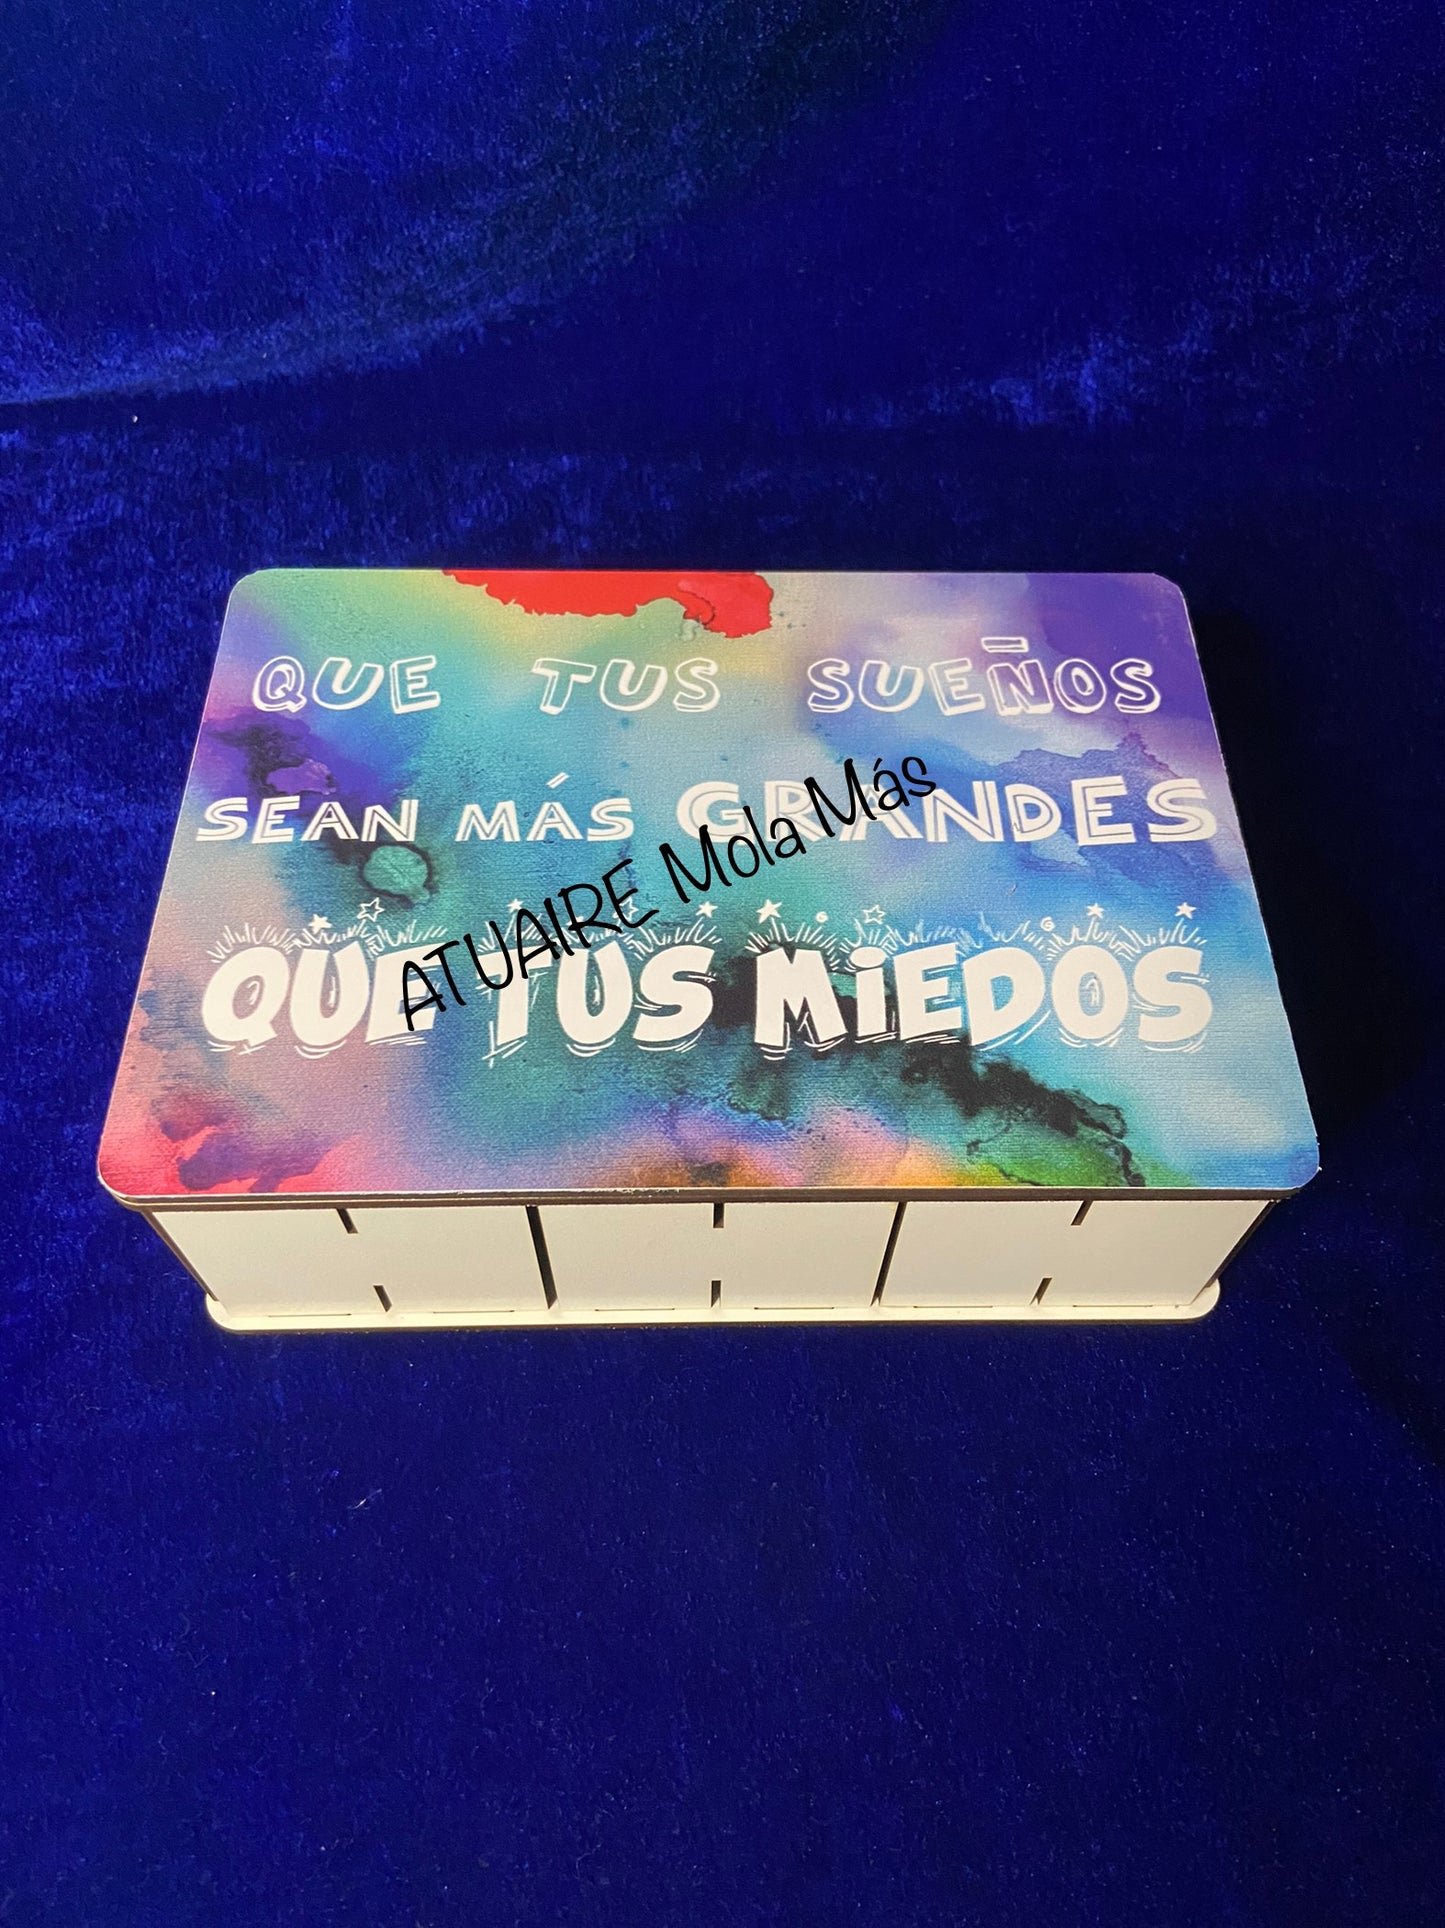 QUE TUS SUEÑOS
SEAN MÁS GRANDES
QUE TUS MiEDOS
ATUAIRE Mola Más